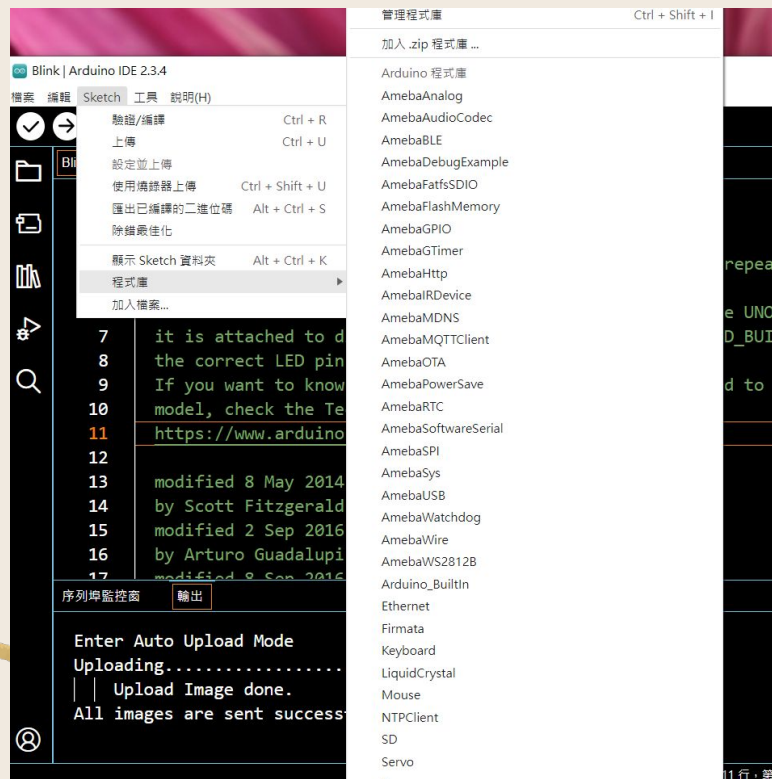 Blink | Arduino IDE 2.3.4
檔案 編輯 Sketch 工具 說明(H)
驗證/編譯 Ctrl + R
上傳 Ctrl + U
設定並上傳
使用燒錄器上傳 Ctrl + Shift + U
匯出已編譯的二進位碼 Alt + Ctrl + S
除錯最佳化
顯示 Sketch 資料夾 Alt + Ctrl + K
程式庫
加入檔案...
管理程式庫 Ctrl + Shift + I
加入 .zip 程式庫 ...
Arduino 程式庫
AmebaAnalog
AmebaAudioCodec
AmebaBLE
AmebaDebugExample
AmebaFatfsSDIO
AmebaFlashMemory
AmebaGPIO
AmebaGTimer
AmebaHttp
AmebaIRDevice
AmebaMDNS
AmebaMQTTClient
AmebaOTA
AmebaPowerSave
AmebaRTC
AmebaSoftwareSerial
AmebaSPI
AmebaSys
AmebaUSB
AmebaWatchdog
AmebaWire
AmebaWS2812B
Arduino_BuiltIn
Ethernet
Firmata
Keyboard
LiquidCrystal
Mouse
NTPClient
SD
Servo
7 it is attached to d
8 the correct LED pin
9 If you want to know
10 model, check the Te
11 https://www.arduino
12
13 modified 8 May 2014
14 by Scott Fitzgerald
15 modified 2 Sep 2016
16 by Arturo Guadalupi
17 modified 8 Sep 2016
repea
e UNO
D_BUI
d to
序列埠監控窗 輸出
Enter Auto Upload Mode
Uploading..................
Upload Image done.
All images are sent success